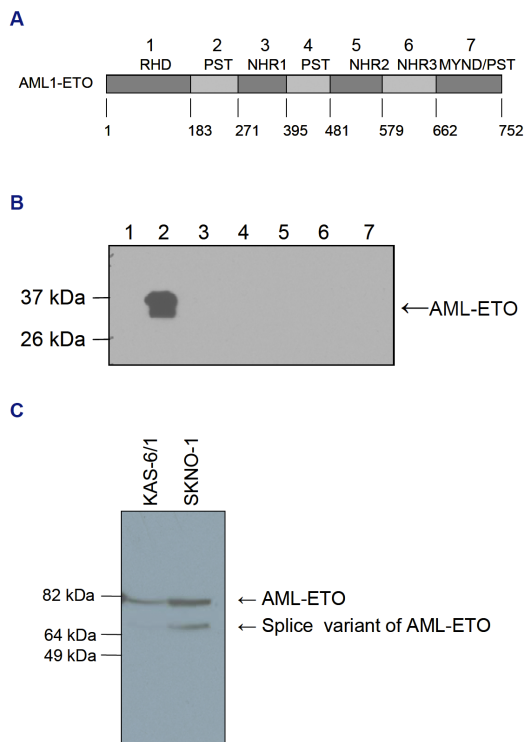 A
1 2 3 4 5 6 7
RHD PST NHR1 PST NHR2 NHR3 MYND/PST
AML1-ETO
1 183 271 395 481 579 662 752
B
1 2 3 4 5 6 7
37 kDa
←AML-ETO
26 kDa
C
KAS-6/1
SKNO-1
82 kDa
← AML-ETO
← Splice variant of AML-ETO
64 kDa
49 kDa